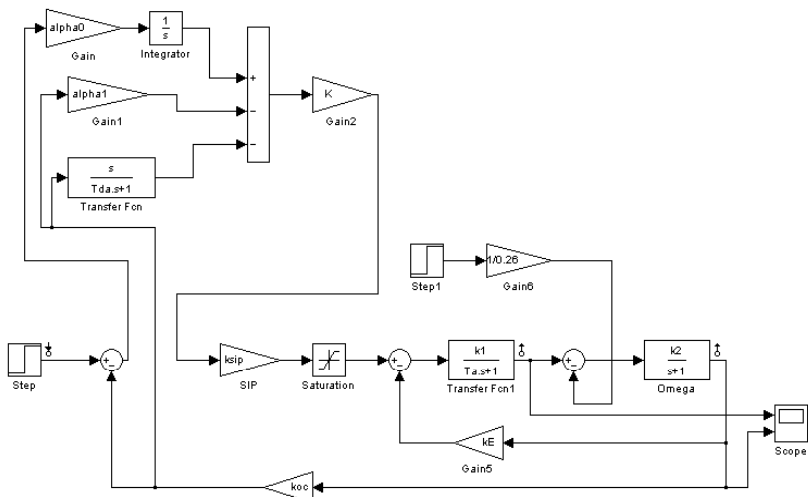 alpha0
Gain
1
s
Integrator
alpha1
Gain1
s
Tda.s+1
Transfer Fcn
+
−
−
K
Gain2
Step1
1/0.26
Gain6
Step
+
−
ksip
SIP
Saturation
+
−
k1
Ta.s+1
Transfer Fcn1
+
−
k2
s+1
Omega
kE
Gain5
Scope
koc